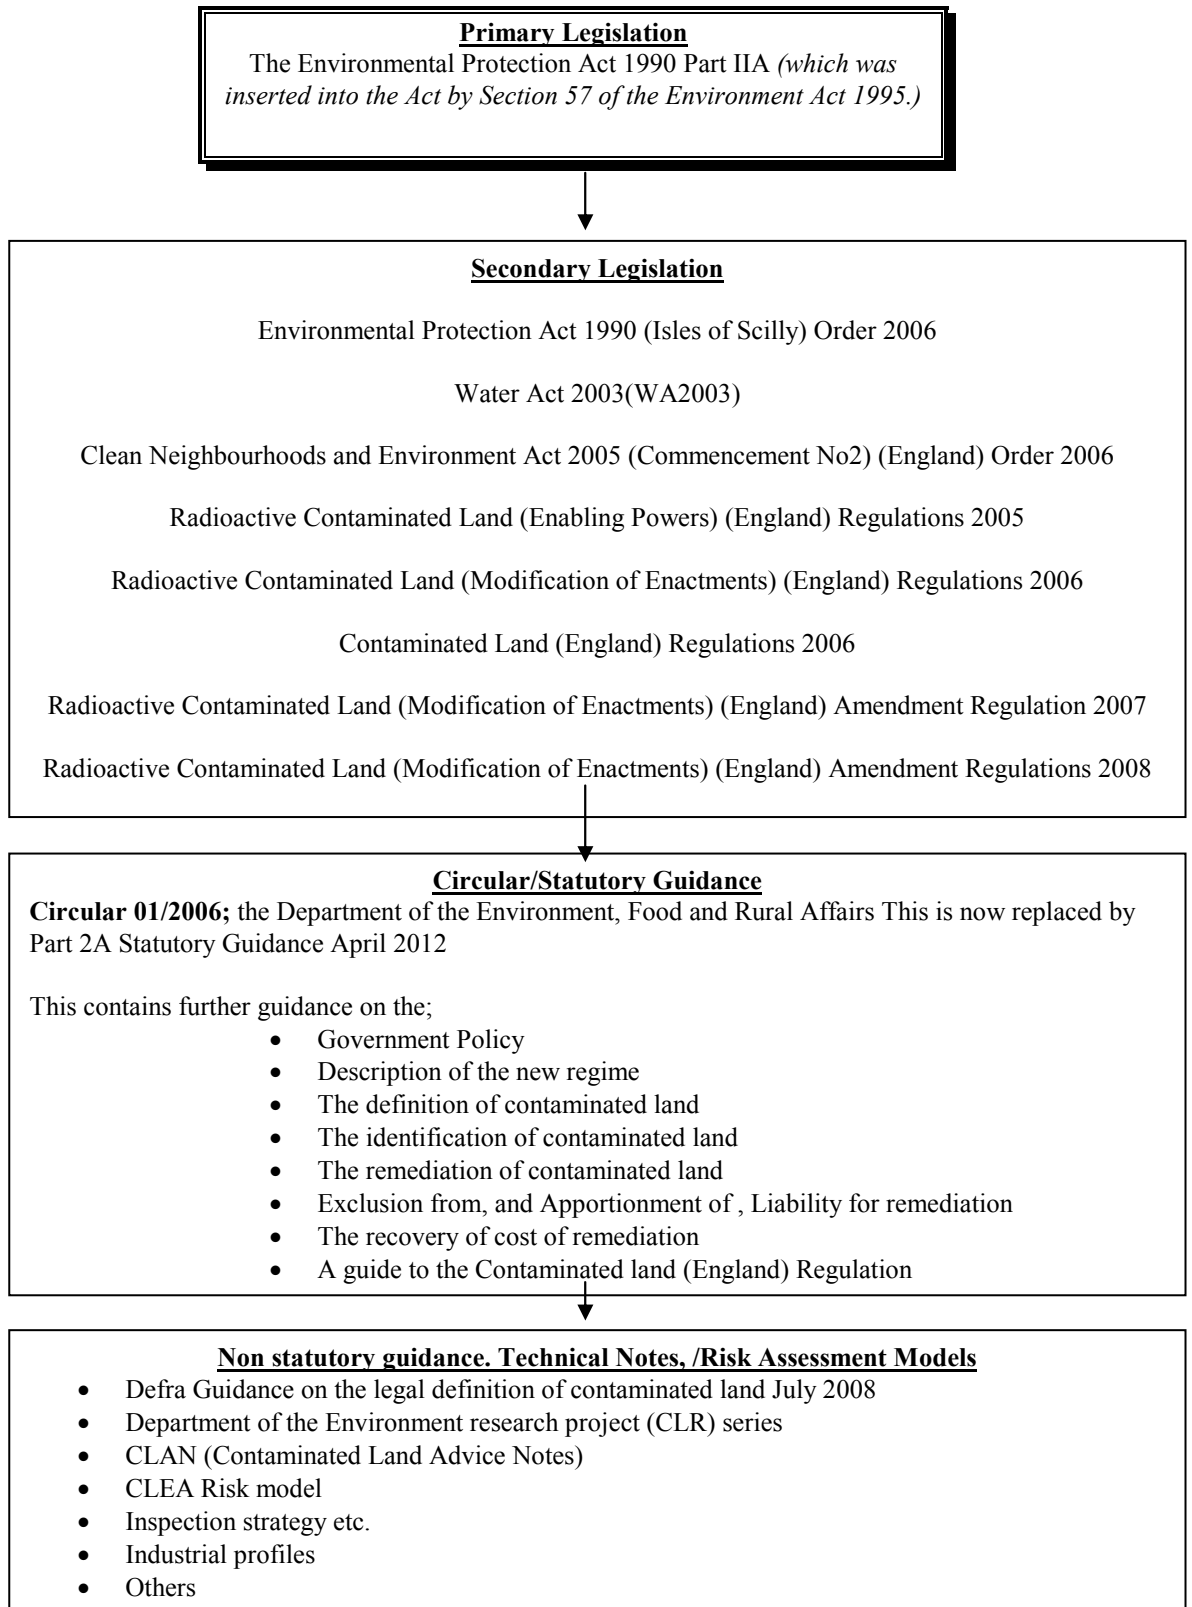 Primary Legislation
The Environmental Protection Act 1990 Part IIA (which was
inserted into the Act by Section 57 of the Environment Act 1995.)
Secondary Legislation
Environmental Protection Act 1990 (Isles of Scilly) Order 2006
Water Act 2003(WA2003)
Clean Neighbourhoods and Environment Act 2005 (Commencement No2) (England) Order 2006
Radioactive Contaminated Land (Enabling Powers) (England) Regulations 2005
Radioactive Contaminated Land (Modification of Enactments) (England) Regulations 2006
Contaminated Land (England) Regulations 2006
Radioactive Contaminated Land (Modification of Enactments) (England) Amendment Regulation 2007
Radioactive Contaminated Land (Modification of Enactments) (England) Amendment Regulations 2008
Circular/Statutory Guidance
Circular 01/2006; the Department of the Environment, Food and Rural Affairs This is now replaced by
Part 2A Statutory Guidance April 2012
This contains further guidance on the;
• Government Policy
• Description of the new regime
• The definition of contaminated land
• The identification of contaminated land
• The remediation of contaminated land
• Exclusion from, and Apportionment of , Liability for remediation
• The recovery of cost of remediation
• A guide to the Contaminated land (England) Regulation
Non statutory guidance. Technical Notes, /Risk Assessment Models
• Defra Guidance on the legal definition of contaminated land July 2008
• Department of the Environment research project (CLR) series
• CLAN (Contaminated Land Advice Notes)
• CLEA Risk model
• Inspection strategy etc.
• Industrial profiles
• Others